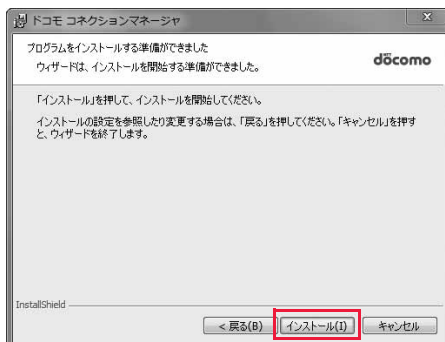 ドコモ コネクションマネージャ
x
プログラムをインストールする準備ができました
ウィザードは、インストールを開始する準備ができました。
döcomo
「インストール」を押して、インストールを開始してください。
インストールの設定を参照したり変更する場合は、「戻る」を押してください。「キャンセル」を押す
と、ウィザードを終了します。
InstallShield
< 戻る(B)
インストール(I)
キャンセル